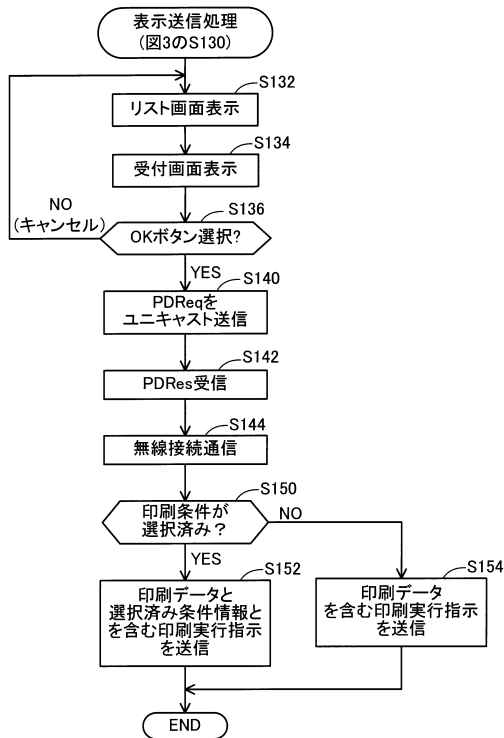 表示送信処理
(図3のS130)
S132
リスト画面表示
S134
受付画面表示
NO
(キャンセル)
S136
OKボタン選択?
YES
S140
PDReqを
ユニキャスト送信
S142
PDRes受信
S144
無線接続通信
S150
印刷条件が
選択済み?
NO
YES
S152
印刷データと
選択済み条件情報と
を含む印刷実行指示
を送信
S154
印刷データ
を含む印刷実行指示
を送信
END